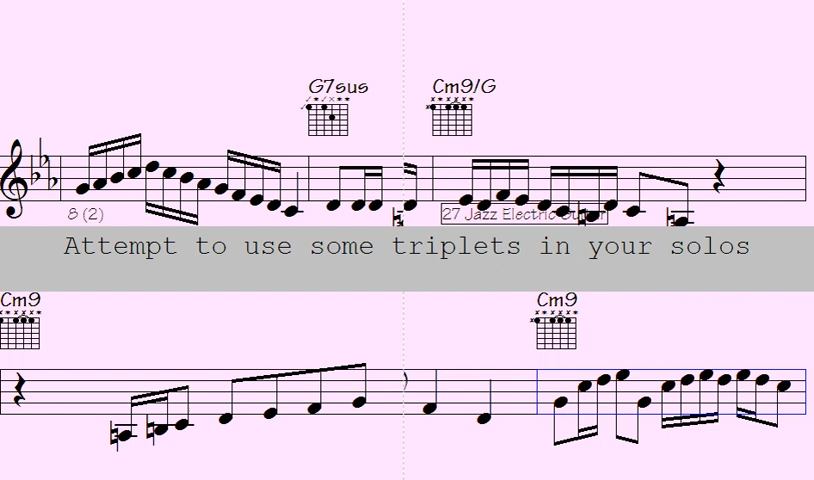 G7sus Cm9/G
8 (2) 27 Jazz Electric Guitar
Attempt to use some triplets in your solos
Cm9 Cm9